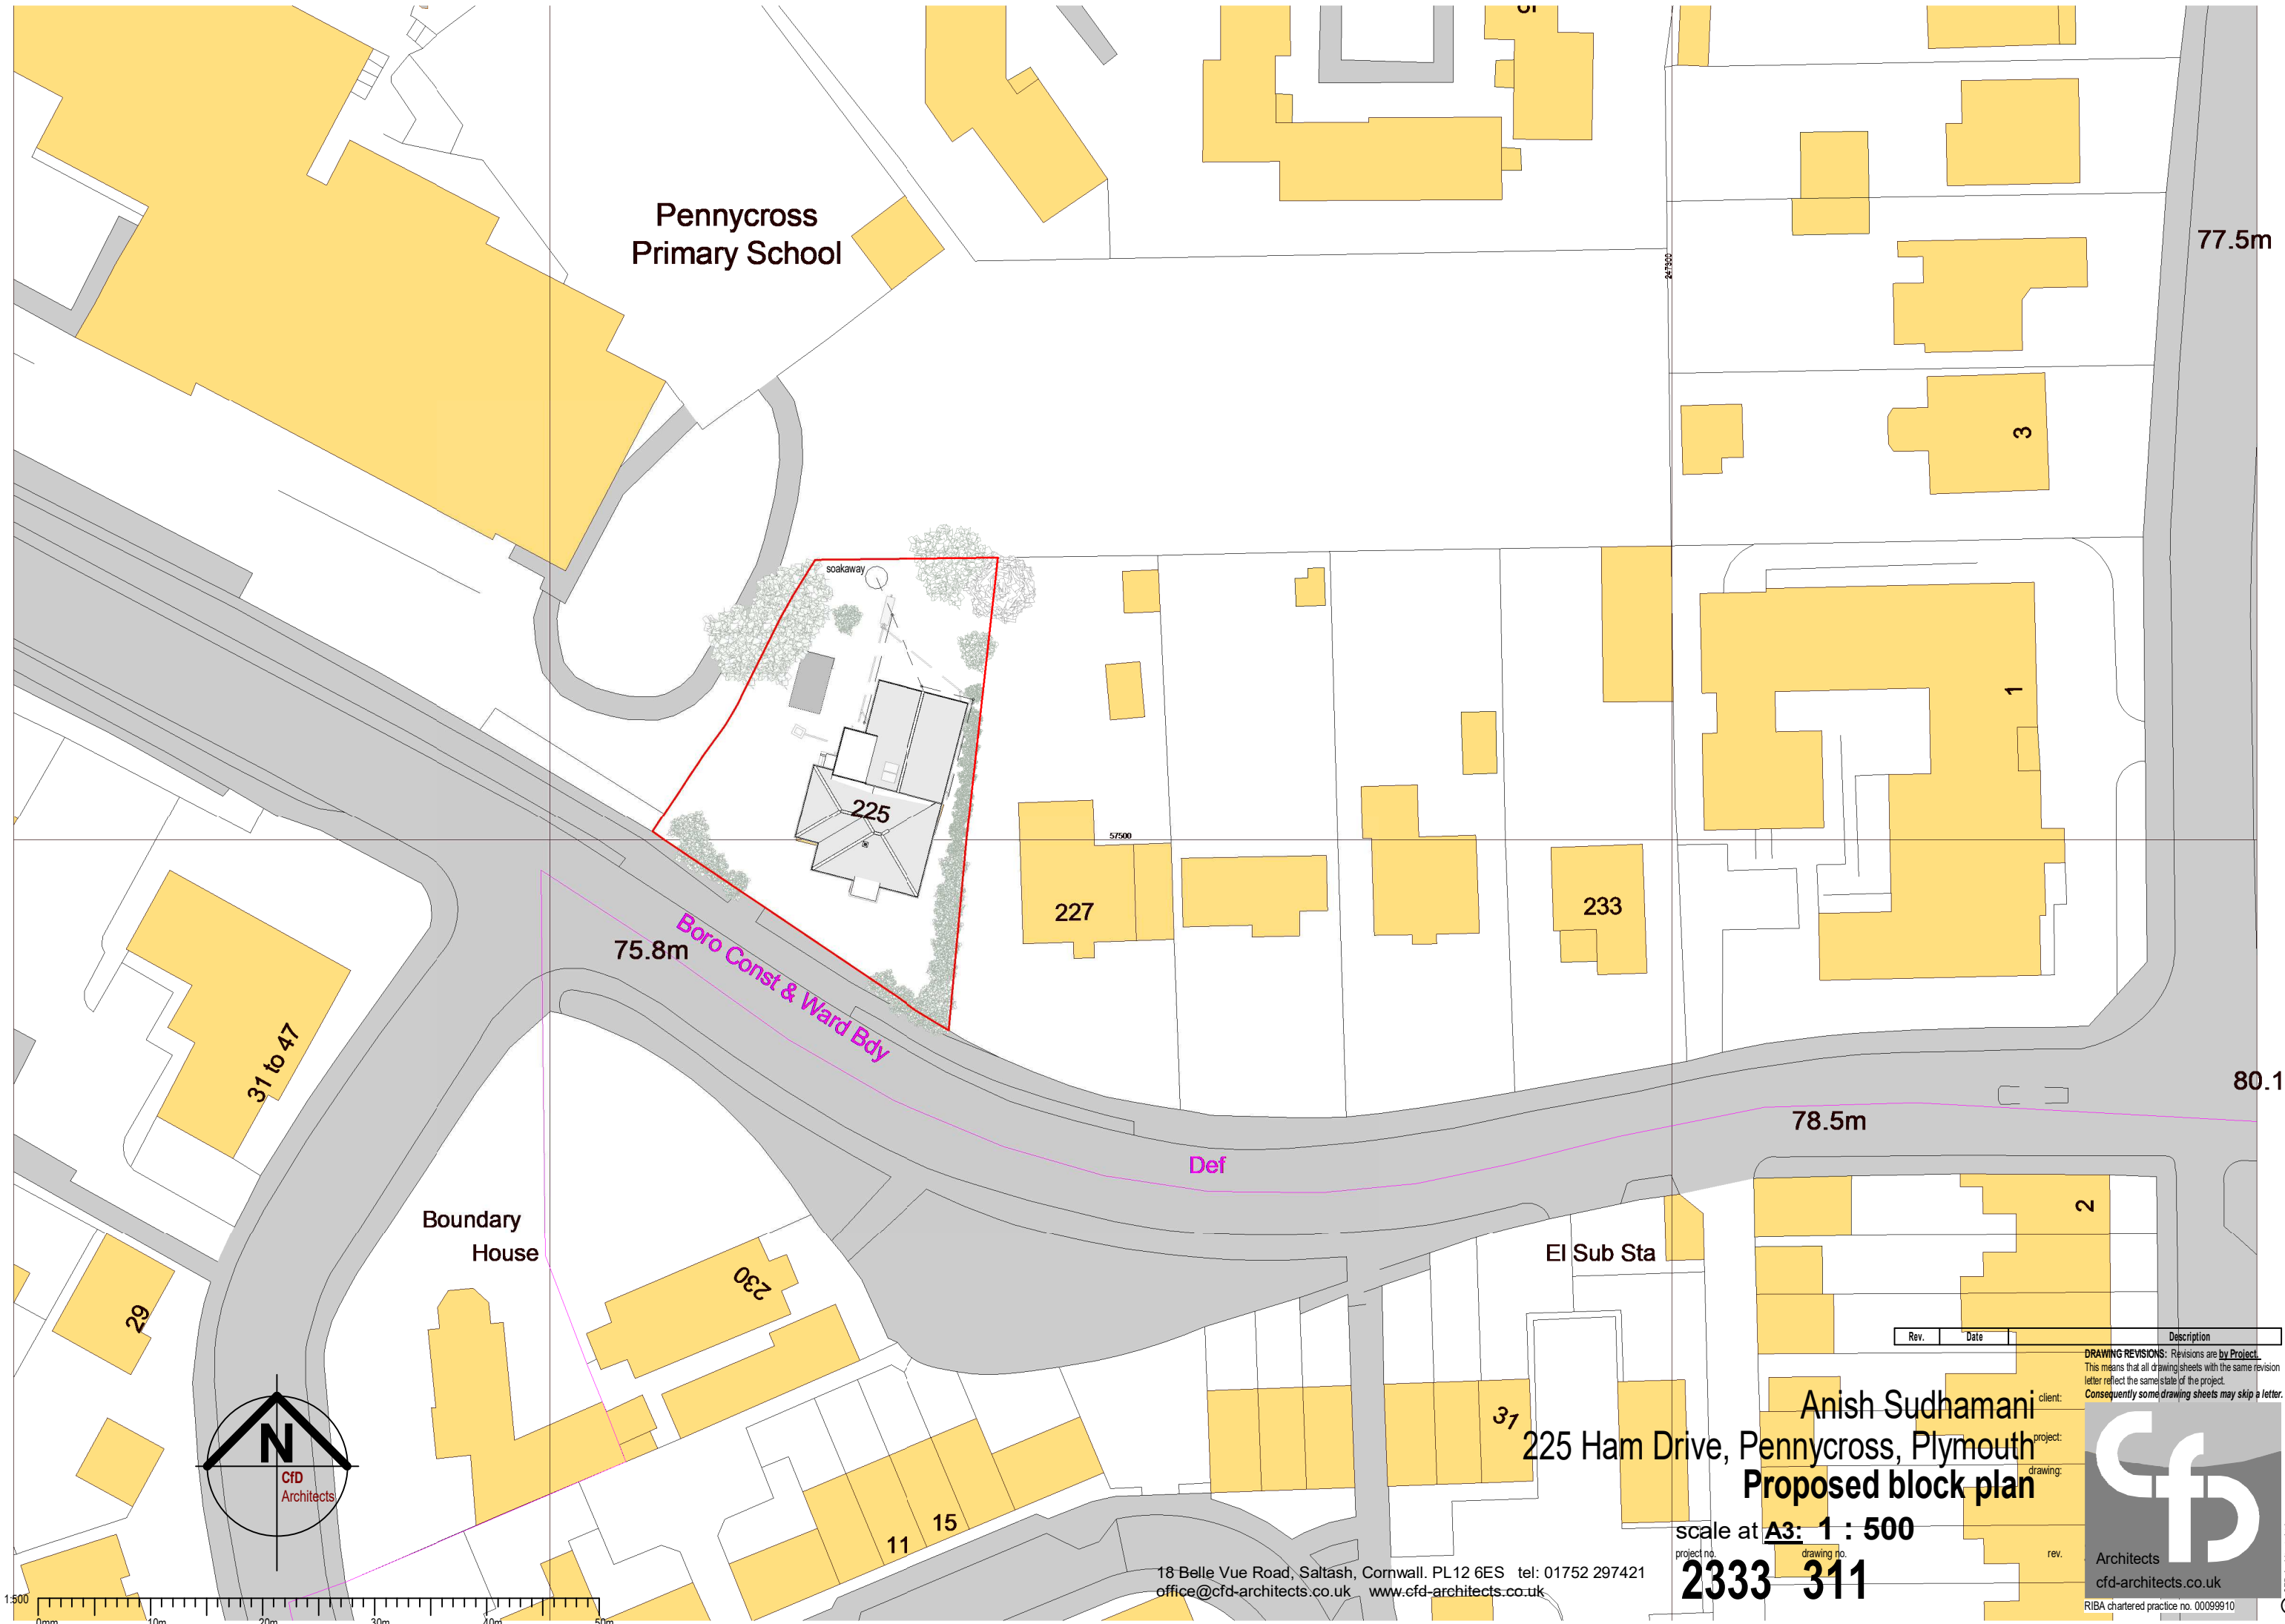 Pennycross
Primary School
77.5m
247300
3
soakaway
1
225
57500
227
233
75.8m
Boro Const & Ward Bdy
31 to 47
80.1
78.5m
Def
Boundary
House
El Sub Sta
230
2
29
31
15
11
N
CfD
Architects
Rev. Date Description
DRAWING REVISIONS: Revisions are by Project.
This means that all drawing sheets with the same revision
letter reflect the same state of the project.
Consequently some drawing sheets may skip a letter.
Anish Sudhamani client:
225 Ham Drive, Pennycross, Plymouth project:
Proposed block plan drawing:
scale at A3: 1 : 500
project no. drawing no. rev.
2333 311
18 Belle Vue Road, Saltash, Cornwall. PL12 6ES tel: 01752 297421
office@cfd-architects.co.uk www.cfd-architects.co.uk
cfD
Architects
cfd-architects.co.uk
RIBA chartered practice no. 00099910
1:500
0mm 10m 20m 30m 40m 50m